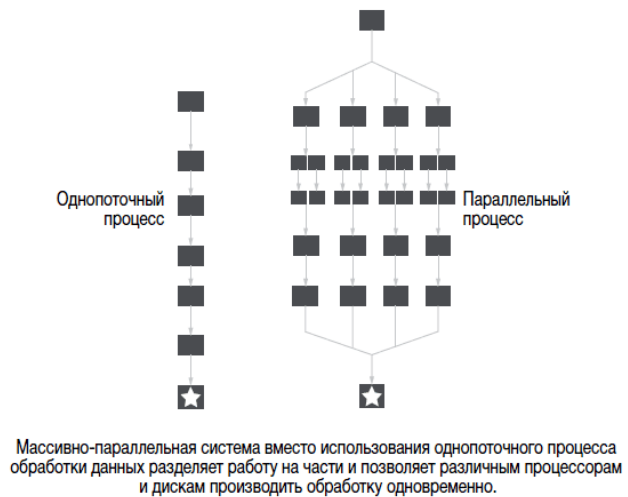 Однопоточный
процесс
Параллельный
процесс
Массивно-параллельная система вместо использования однопоточного процесса
обработки данных разделяет работу на части и позволяет различным процессорам
и дискам производить обработку одновременно.